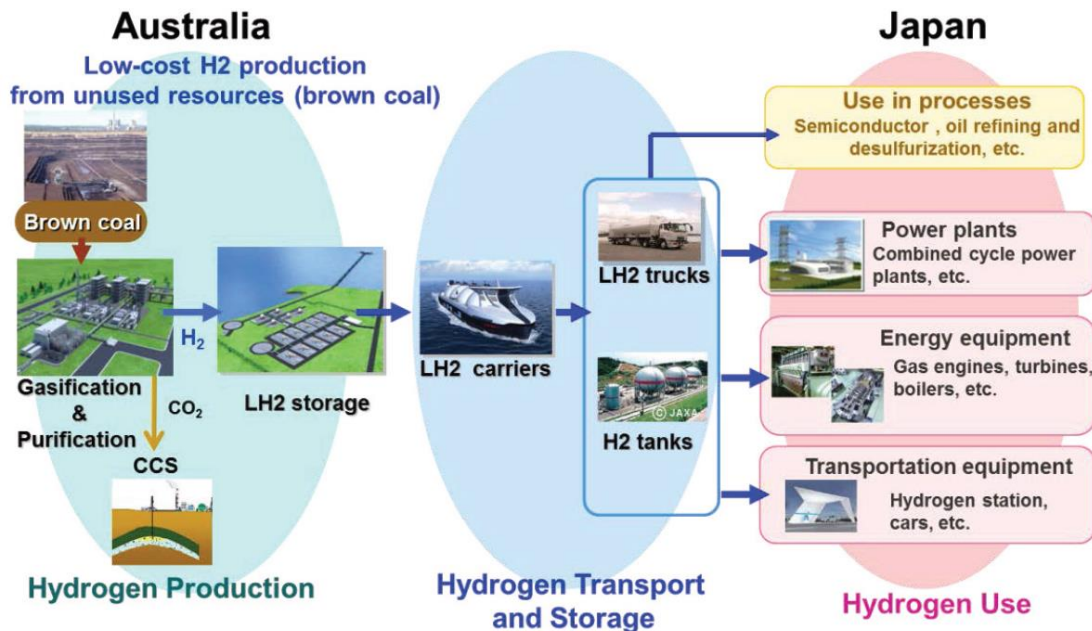 Australia
Low-cost H2 production
from unused resources (brown coal)
Brown coal
H₂
Gasification
&
Purification
CO₂
CCS
LH2 storage
Hydrogen Production
LH2 carriers
LH2 trucks
© JAXA
H2 tanks
Hydrogen Transport
and Storage
Japan
Use in processes
Semiconductor , oil refining and
desulfurization, etc.
Power plants
Combined cycle power
plants, etc.
Energy equipment
Gas engines, turbines,
boilers, etc.
Transportation equipment
Hydrogen station,
cars, etc.
Hydrogen Use